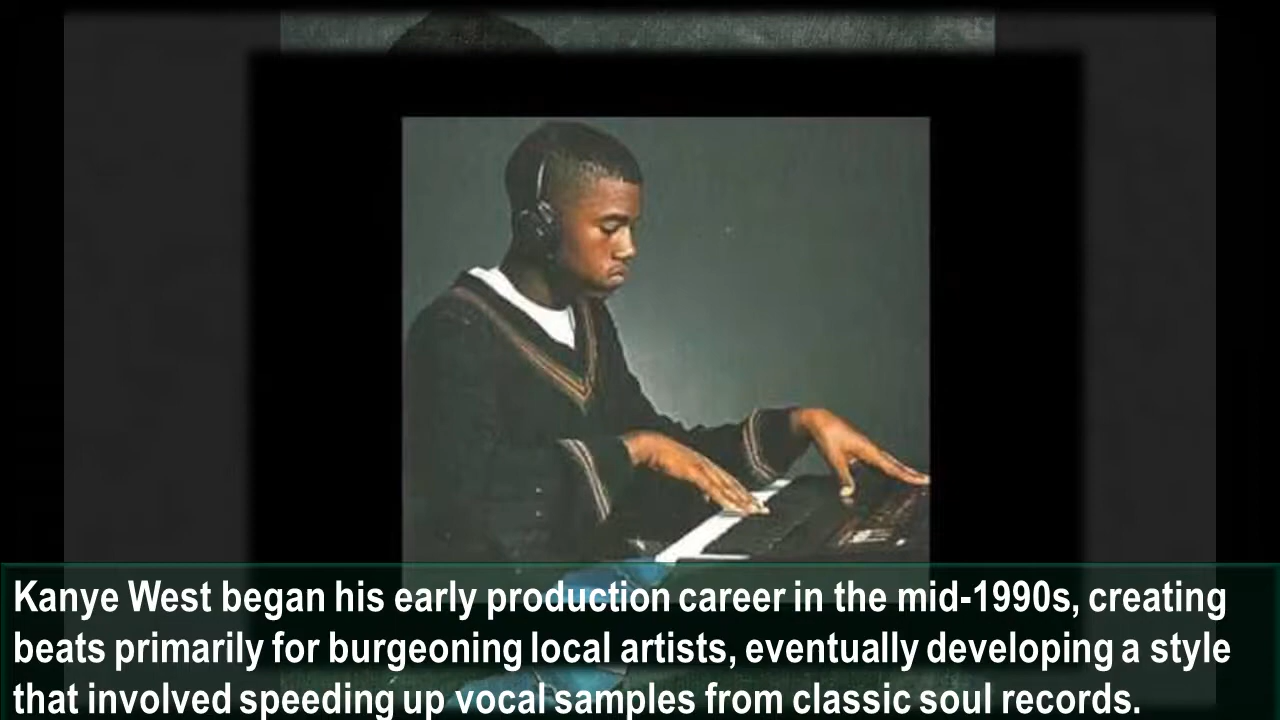 Kanye West began his early production career in the mid-1990s, creating
beats primarily for burgeoning local artists, eventually developing a style
that involved speeding up vocal samples from classic soul records.